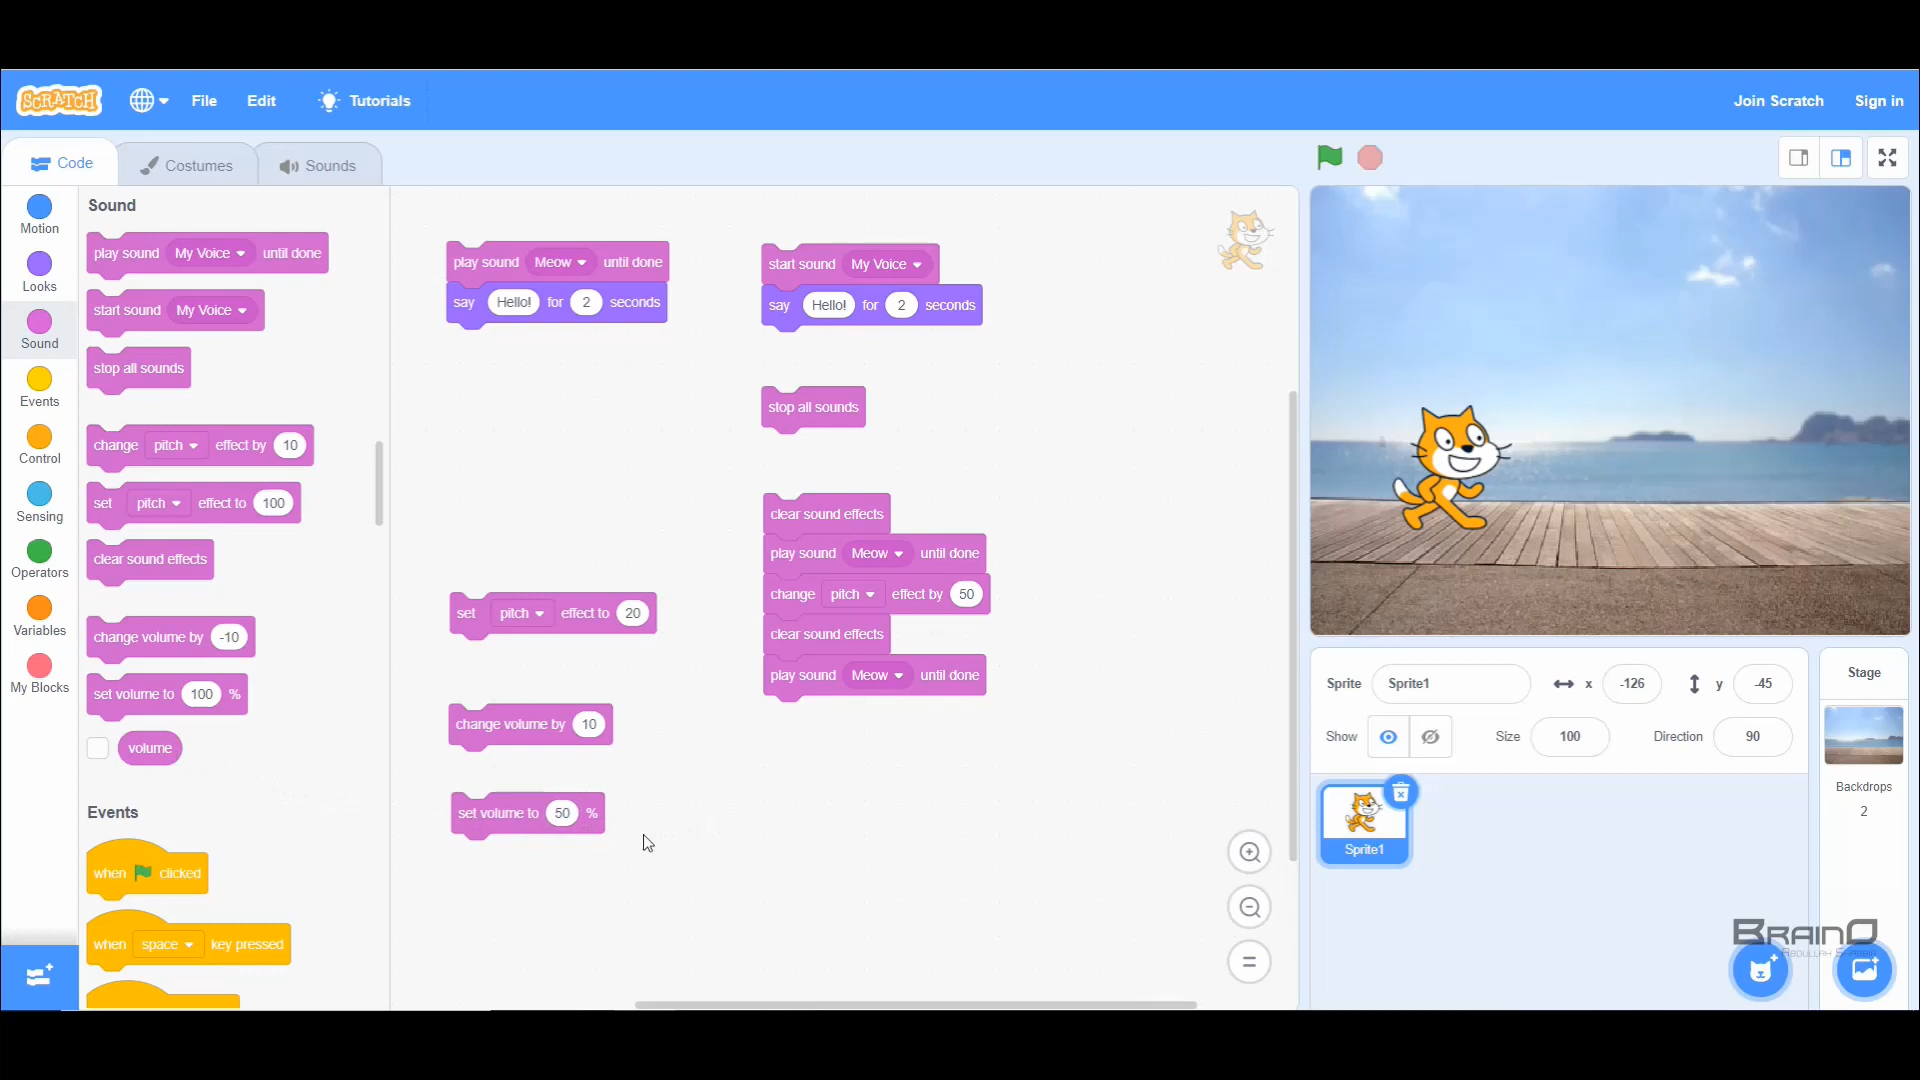 SCRATCH File Edit Tutorials Join Scratch Sign in
Code Costumes Sounds
Motion
Looks
Sound
Events
Control
Sensing
Operators
Variables
My Blocks
Sound
play sound My Voice until done
start sound My Voice
stop all sounds
change pitch effect by 10
set pitch effect to 100
clear sound effects
change volume by -10
set volume to 100 %
volume
Events
when clicked
when space key pressed
play sound Meow until done
say Hello! for 2 seconds
set pitch effect to 20
change volume by 10
set volume to 50 %
start sound My Voice
say Hello! for 2 seconds
stop all sounds
clear sound effects
play sound Meow until done
change pitch effect by 50
clear sound effects
play sound Meow until done
Sprite Sprite1 x -126 y -45
Show Size 100 Direction 90
Sprite1
Stage
Backdrops
2
BrainO